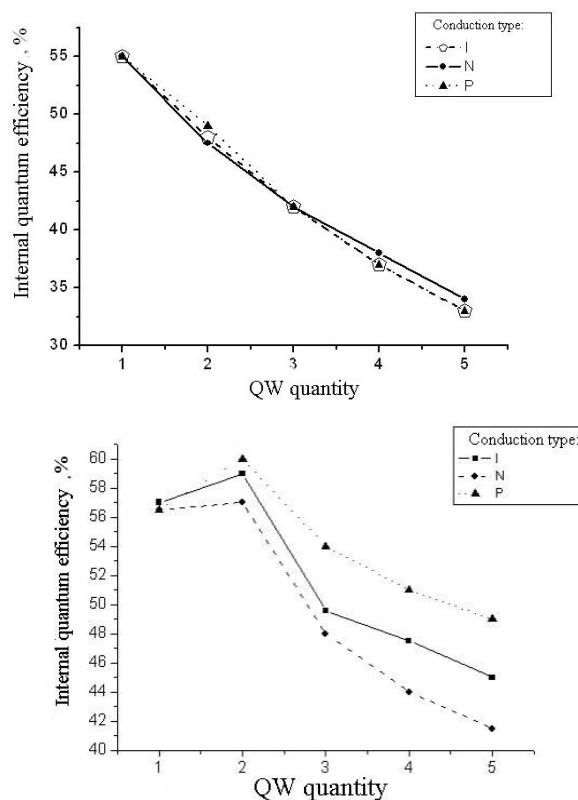 Conduction type:
I
N
P
Internal quantum efficiency , %
55
50
45
40
35
30
1 2 3 4 5
QW quantity
Conduction type:
I
N
P
Internal quantum efficiency , %
60
58
56
54
52
50
48
46
44
42
40
1 2 3 4 5
QW quantity